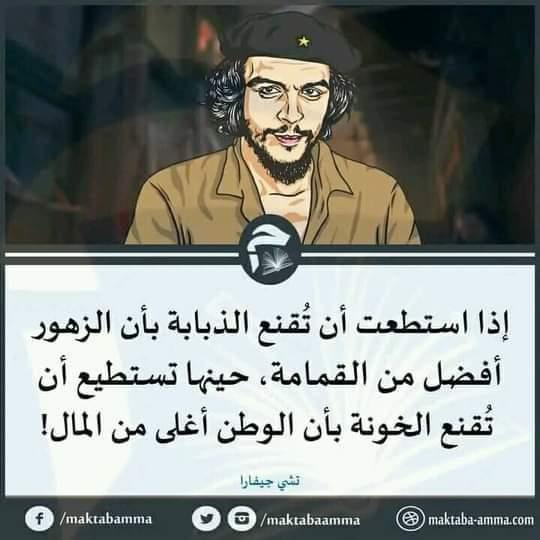 إذا استطعت أن تُقنع الذبابة بأن الزهور
أفضل من القمامة، حينها تستطيع أن
تُقنع الخونة بأن الوطن أغلى من المال!
تشي جيفارا
/maktabamma
/maktabaamma
maktaba-amma.com